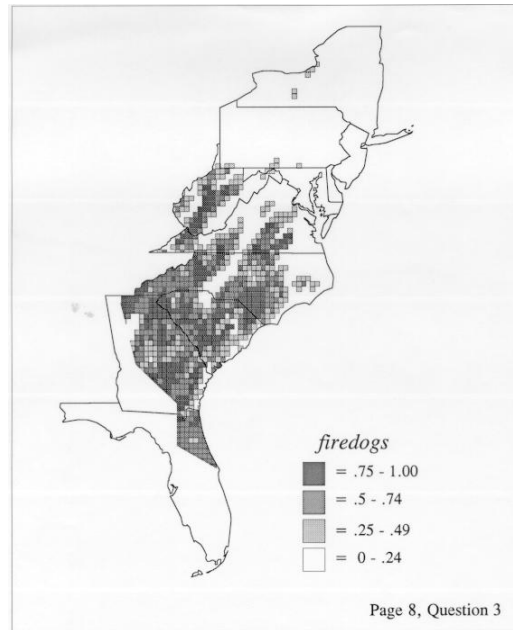 firedogs
= .75 - 1.00
= .5 - .74
= .25 - .49
= 0 - .24
Page 8, Question 3